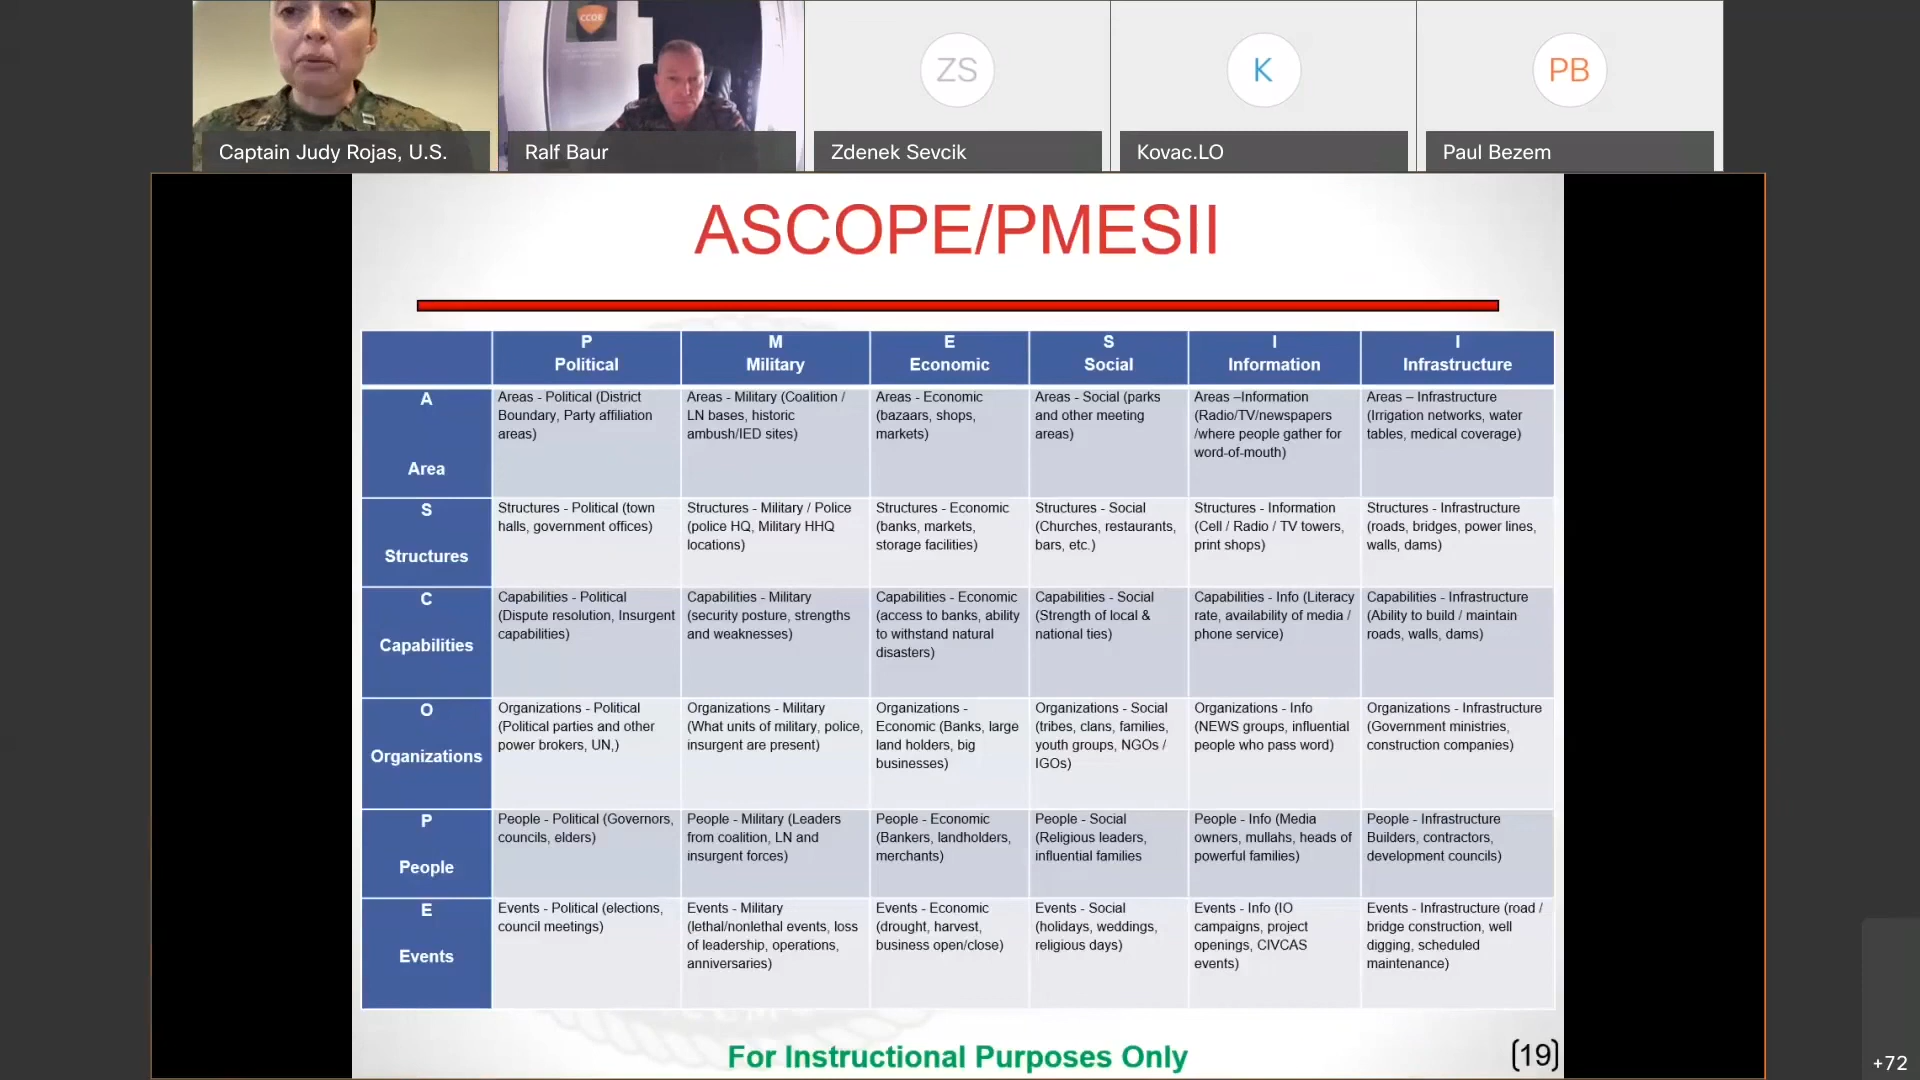 CCOE
ZS
K
PB
Captain Judy Rojas, U.S.
Ralf Baur
Zdenek Sevcik
Kovac.LO
Paul Bezem
ASCOPE/PMESII
P
Political
M
Military
E
Economic
S
Social
I
Information
I
Infrastructure
A
Area
Areas - Political (District
Boundary, Party affiliation
areas)
Areas - Military (Coalition /
LN bases, historic
ambush/IED sites)
Areas - Economic
(bazaars, shops,
markets)
Areas - Social (parks
and other meeting
areas)
Areas –Information
(Radio/TV/newspapers
/where people gather for
word-of-mouth)
Areas – Infrastructure
(Irrigation networks, water
tables, medical coverage)
S
Structures
Structures - Political (town
halls, government offices)
Structures - Military / Police
(police HQ, Military HHQ
locations)
Structures - Economic
(banks, markets,
storage facilities)
Structures - Social
(Churches, restaurants,
bars, etc.)
Structures - Information
(Cell / Radio / TV towers,
print shops)
Structures - Infrastructure
(roads, bridges, power lines,
walls, dams)
C
Capabilities
Capabilities - Political
(Dispute resolution, Insurgent
capabilities)
Capabilities - Military
(security posture, strengths
and weaknesses)
Capabilities - Economic
(access to banks, ability
to withstand natural
disasters)
Capabilities - Social
(Strength of local &
national ties)
Capabilities - Info (Literacy
rate, availability of media /
phone service)
Capabilities - Infrastructure
(Ability to build / maintain
roads, walls, dams)
O
Organizations
Organizations - Political
(Political parties and other
power brokers, UN,)
Organizations - Military
(What units of military, police,
insurgent are present)
Organizations -
Economic (Banks, large
land holders, big
businesses)
Organizations - Social
(tribes, clans, families,
youth groups, NGOs /
IGOs)
Organizations - Info
(NEWS groups, influential
people who pass word)
Organizations - Infrastructure
(Government ministries,
construction companies)
P
People
People - Political (Governors,
councils, elders)
People - Military (Leaders
from coalition, LN and
insurgent forces)
People - Economic
(Bankers, landholders,
merchants)
People - Social
(Religious leaders,
influential families
People - Info (Media
owners, mullahs, heads of
powerful families)
People - Infrastructure
Builders, contractors,
development councils)
E
Events
Events - Political (elections,
council meetings)
Events - Military
(lethal/nonlethal events, loss
of leadership, operations,
anniversaries)
Events - Economic
(drought, harvest,
business open/close)
Events - Social
(holidays, weddings,
religious days)
Events - Info (IO
campaigns, project
openings, CIVCAS
events)
Events - Infrastructure (road /
bridge construction, well
digging, scheduled
maintenance)
For Instructional Purposes Only
[19]
+72